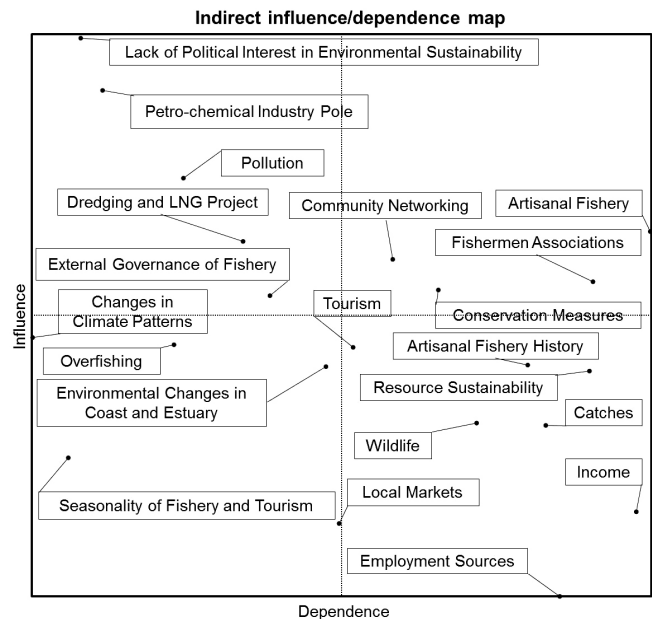 Indirect influence/dependence map
Lack of Political Interest in Environmental Sustainability
Petro-chemical Industry Pole
Pollution
Dredging and LNG Project
Community Networking
Artisanal Fishery
Fishermen Associations
External Governance of Fishery
Changes in
Climate Patterns
Tourism
Conservation Measures
Influence
Overfishing
Artisanal Fishery History
Environmental Changes in
Coast and Estuary
Resource Sustainability
Catches
Wildlife
Income
Seasonality of Fishery and Tourism
Local Markets
Employment Sources
Dependence